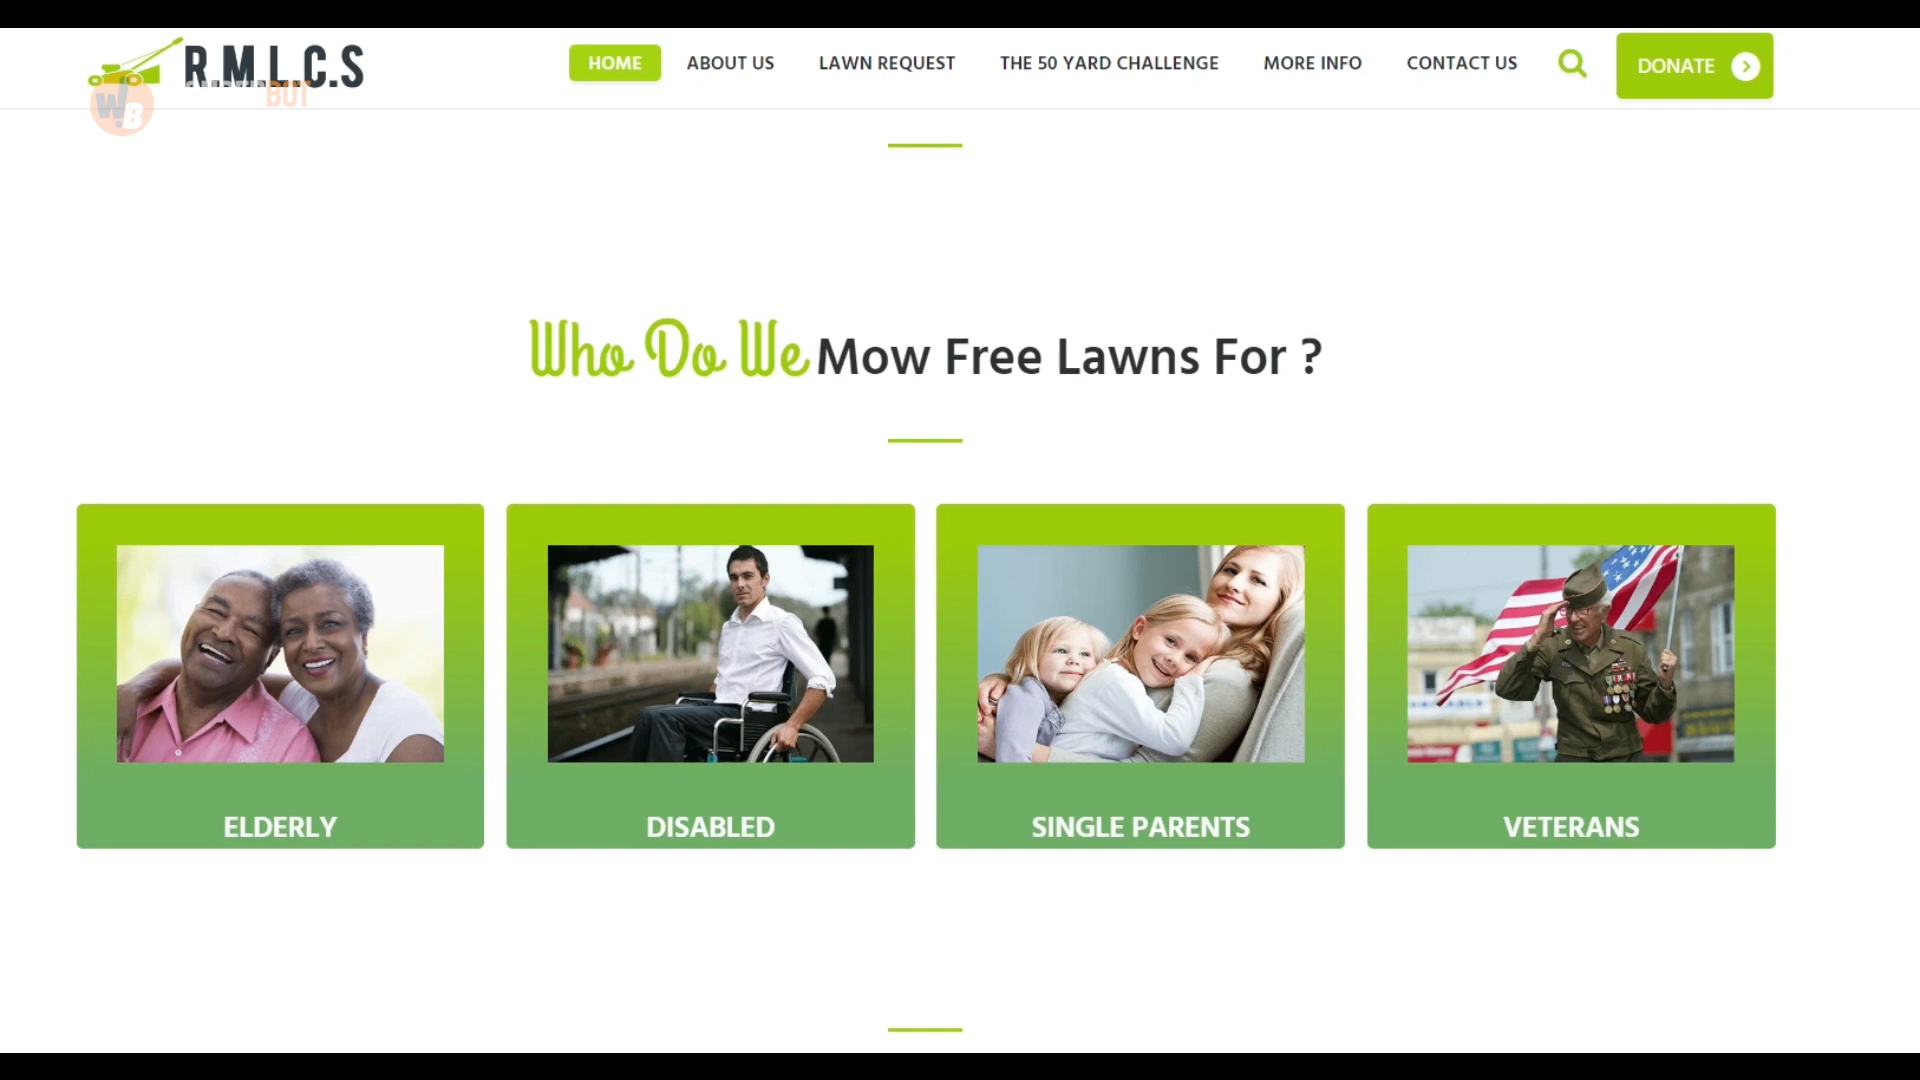 R.M.L.C.S
HOME
ABOUT US
LAWN REQUEST
THE 50 YARD CHALLENGE
MORE INFO
CONTACT US
DONATE
W.B
BOT
Who Do We Mow Free Lawns For ?
ELDERLY
DISABLED
SINGLE PARENTS
VETERANS